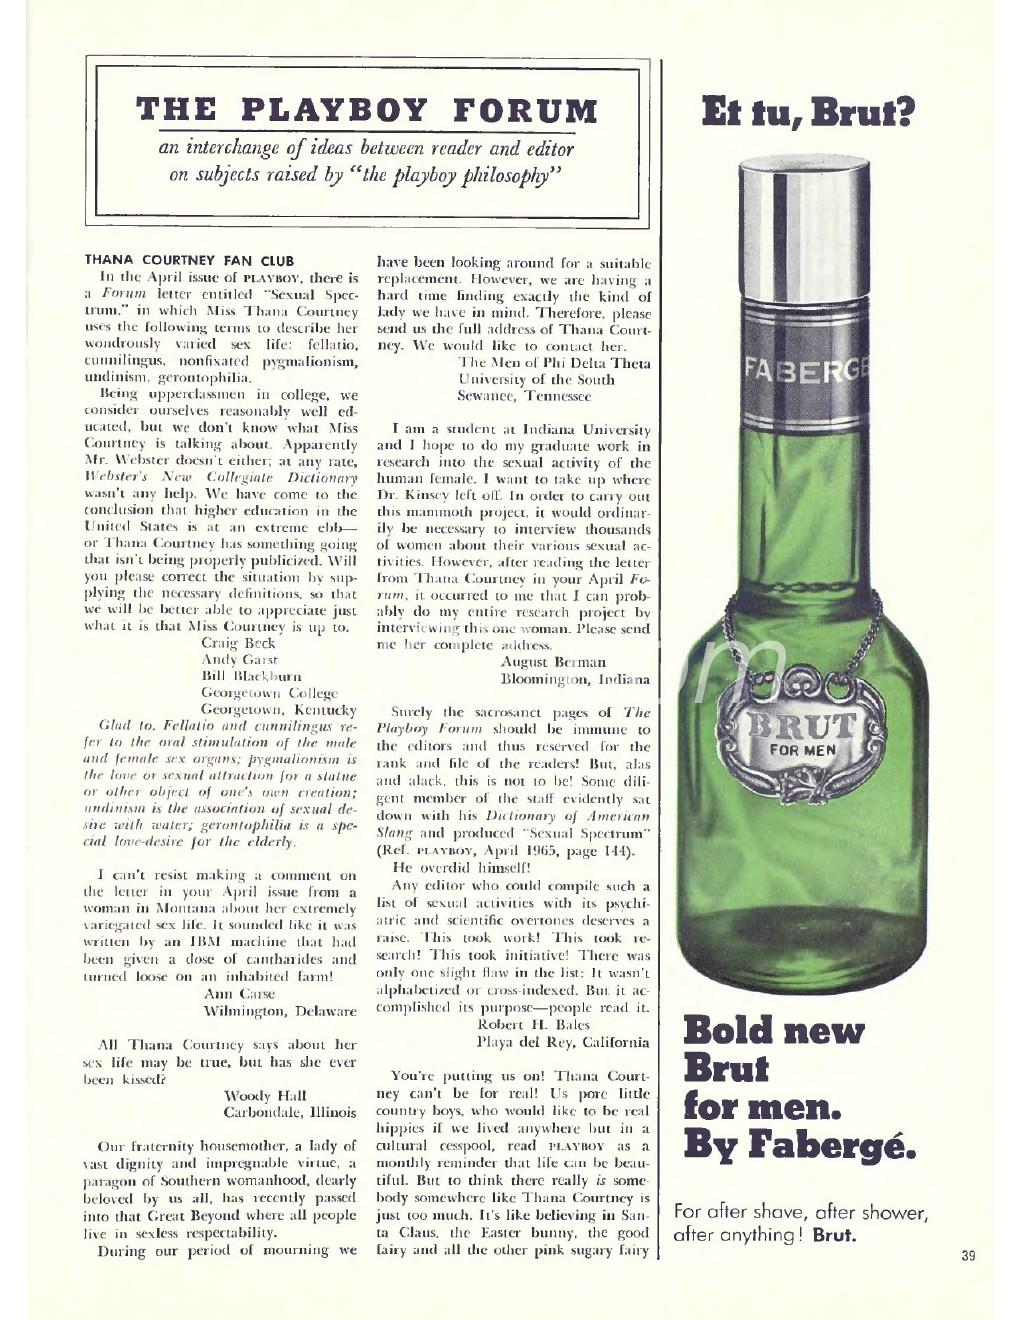 THE PLAYBOY FORUM
an interchange of ideas between reader and editor
on subjects raised by "the playboy philosophy"
THANA COURTNEY FAN CLUB
In the April issue of PLAYBOY, there is
a Forum letter entitled "Sexual Spec-
trum," in which Miss Thana Courtney
uses the following terms to describe her
wondrously varied sex life: fellatio,
cunnilingus, nonfixated pygmalionism,
undinism, gerontophilia.
Being upperclassmen in college, we
consider ourselves reasonably well ed-
ucated, but we don't know what Miss
Courtney is talking about. Apparently
Mr. Webster doesn't either; at any rate,
Webster's New Collegiate Dictionary
wasn't any help. We have come to the
conclusion that higher education in the
United States is at an extreme ebb—
or Thana Courtney has something going
that isn't being properly publicized. Will
you please correct the situation by sup-
plying the necessary definitions, so that
we will be better able to appreciate just
what it is that Miss Courtney is up to.
Craig Beck
Andy Garst
Bill Blackburn
Georgetown College
Georgetown, Kentucky
Glad to. Fellatio and cunnilingus re-
fer to the oral stimulation of the male
and female sex organs; pygmalionism is
the love or sexual attraction for a statue
or other object of one's own creation;
undinism is the association of sexual de-
sire with water; gerontophilia is a spe-
cial love-desire for the elderly.
I can't resist making a comment on
the letter in your April issue from a
woman in Montana about her extremely
variegated sex life. It sounded like it was
written by an IBM machine that had
been given a dose of cantharides and
turned loose on an inhabited farm!
Ann Carse
Wilmington, Delaware
All Thana Courtney says about her
sex life may be true, but has she ever
been kissed?
Woody Hall
Carbondale, Illinois
Our fraternity housemother, a lady of
vast dignity and impregnable virtue, a
paragon of Southern womanhood, dearly
beloved by us all, has recently passed
into that Great Beyond where all people
live in sexless respectability.
During our period of mourning we
have been looking around for a suitable
replacement. However, we are having a
hard time finding exactly the kind of
lady we have in mind. Therefore, please
send us the full address of Thana Court-
ney. We would like to contact her.
The Men of Phi Delta Theta
University of the South
Sewanee, Tennessee
I am a student at Indiana University
and I hope to do my graduate work in
research into the sexual activity of the
human female. I want to take up where
Dr. Kinsey left off. In order to carry out
this mammoth project, it would ordinar-
ily be necessary to interview thousands
of women about their various sexual ac-
tivities. However, after reading the letter
from Thana Courtney in your April Fo-
rum, it occurred to me that I can prob-
ably do my entire research project by
interviewing this one woman. Please send
me her complete address.
August Berman
Bloomington, Indiana
Surely the sacrosanct pages of The
Playboy Forum should be immune to
the editors and thus reserved for the
rank and file of the readers! But, alas
and alack, this is not to be! Some dili-
gent member of the staff evidently sat
down with his Dictionary of American
Slang and produced "Sexual Spectrum"
(Ref. PLAYBOY, April 1965, page 144).
He overdid himself!
Any editor who could compile such a
list of sexual activities with its psychi-
atric and scientific overtones deserves a
raise. This took work! This took re-
search! This took initiative! There was
only one slight flaw in the list: It wasn't
alphabetized or cross-indexed. But it ac-
complished its purpose—people read it.
Robert H. Bales
Playa del Rey, California
You're putting us on! Thana Court-
ney can't be for real! Us pore little
country boys, who would like to be real
hippies if we lived anywhere but in a
cultural cesspool, read PLAYBOY as a
monthly reminder that life can be beau-
tiful. But to think there really is some-
body somewhere like Thana Courtney is
just too much. It's like believing in San-
ta Claus, the Easter bunny, the good
fairy and all the other pink sugary fairy
Et tu, Brut?
FABERGE
BRUT
FOR MEN
Bold new
Brut
for men.
By Fabergé.
For after shave, after shower,
after anything! Brut.
39